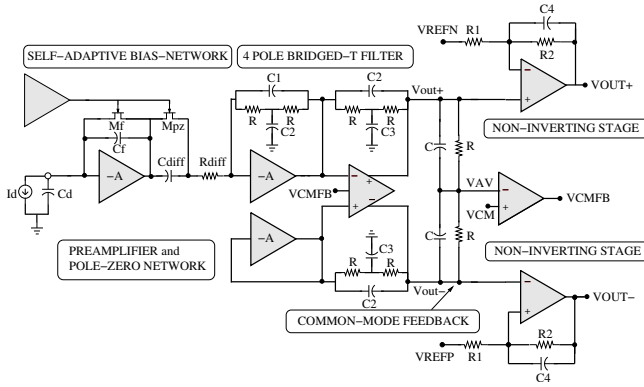 C4
VREFN R1
R2
VOUT+
SELF−ADAPTIVE BIAS−NETWORK
4 POLE BRIDGED−T FILTER
C1
C2
Vout+
R R
R R
C2
C3
NON−INVERTING STAGE
Mf
Mpz
Cf
Cdiff
Rdiff
−A
−A
C
R
Id
Cd
VCMFB
VAV
VCM
VCMFB
−A
C
R
C3
R R
C2
Vout−
NON−INVERTING STAGE
PREAMPLIFIER and
POLE−ZERO NETWORK
COMMON−MODE FEEDBACK
VOUT−
VREFP R1
R2
C4